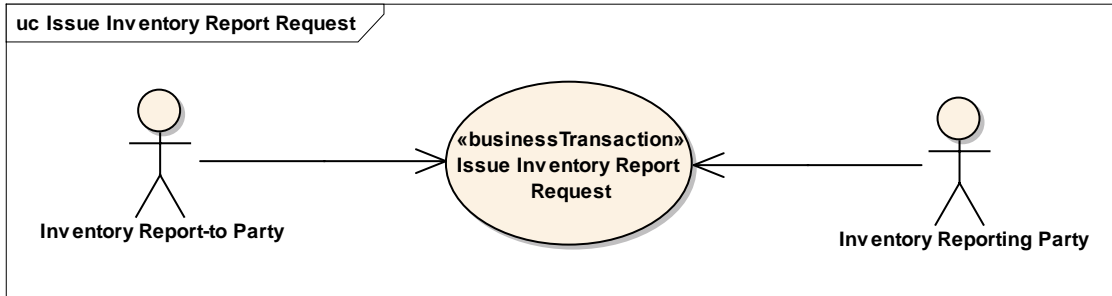 uc Issue Inventory Report Request
«businessTransaction»
Issue Inventory Report
Request
Inventory Report-to Party
Inventory Reporting Party